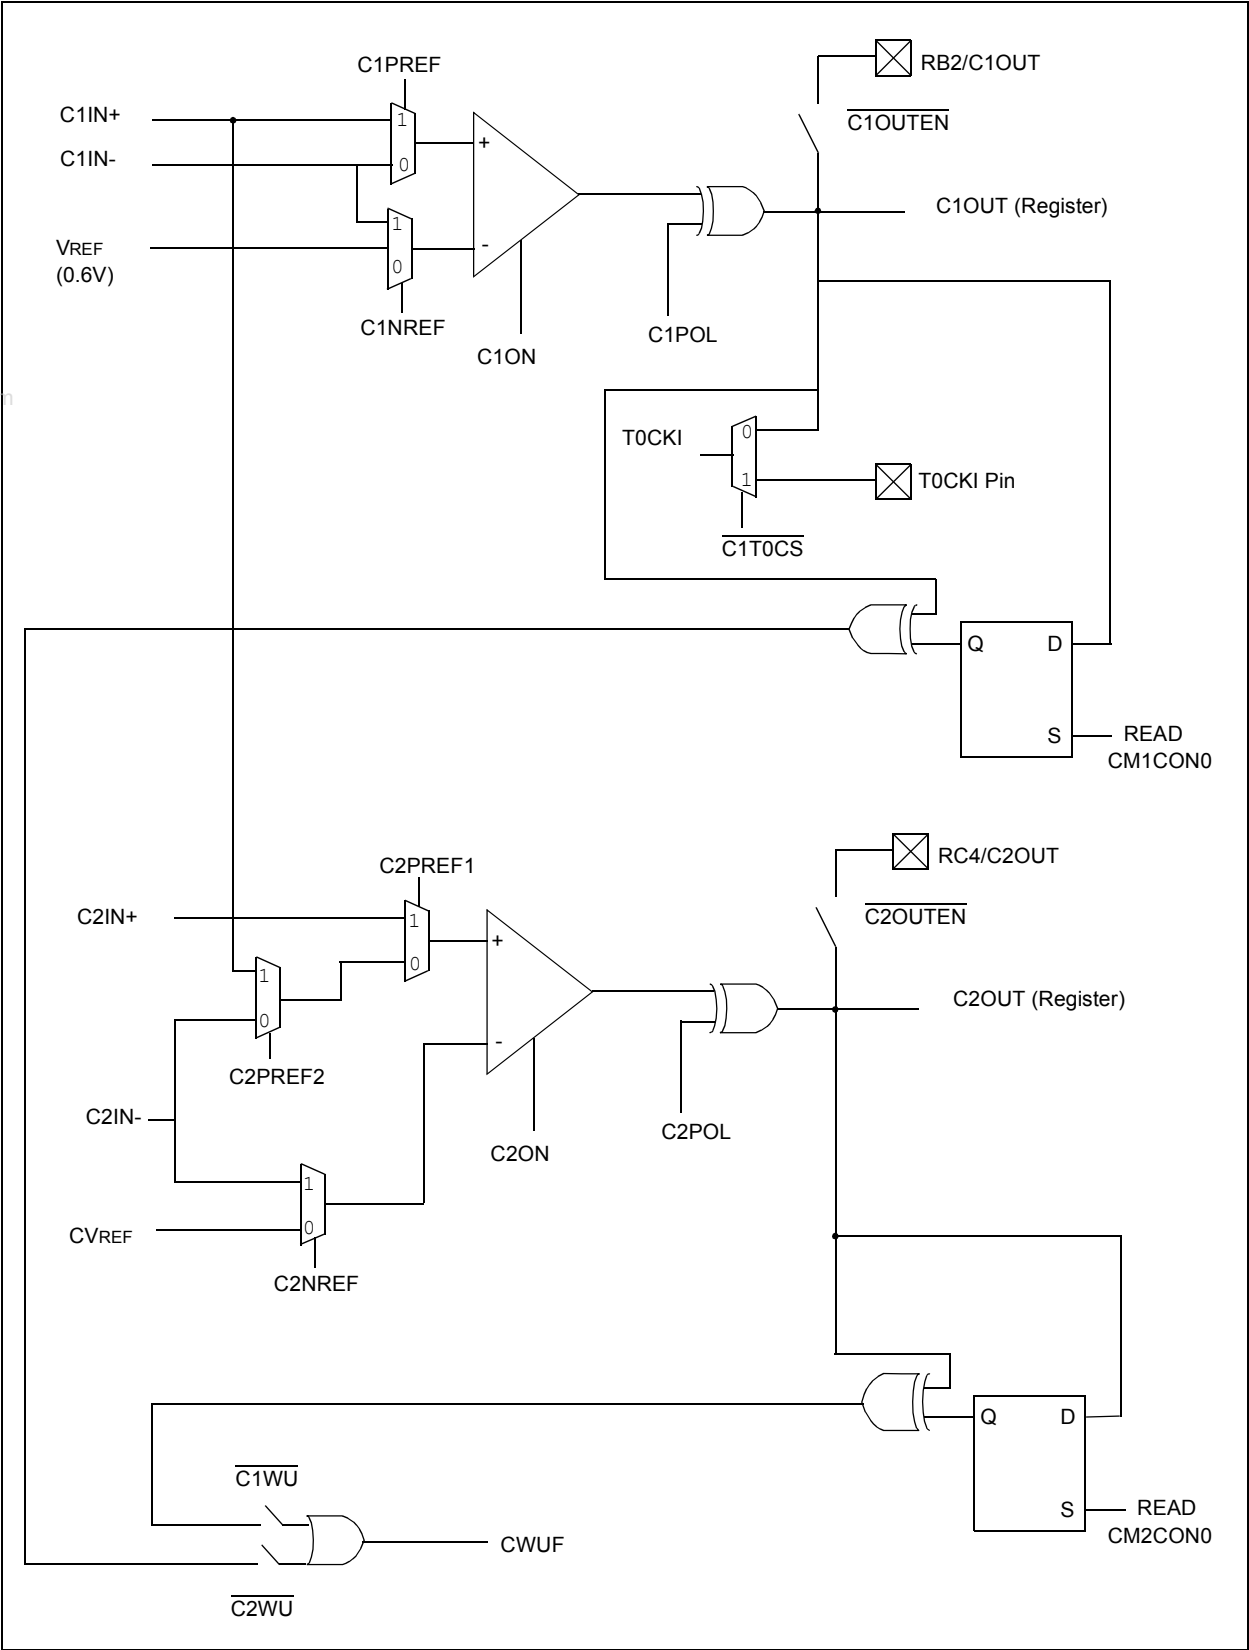 C1PREF
RB2/C1OUT
C1IN+
1
C1OUTEN
C1IN-
0
+
C1OUT (Register)
1
VREF
-
(0.6V)
0
C1NREF
C1POL
C1ON
n
T0CKI
0
1
T0CKI Pin
C1T0CS
Q
D
S
READ
CM1CON0
C2PREF1
RC4/C2OUT
C2IN+
1
C2OUTEN
+
0
1
C2OUT (Register)
0
-
C2PREF2
C2IN-
C2POL
C2ON
1
CVREF
0
C2NREF
Q
D
C1WU
S
READ
CM2CON0
CWUF
C2WU